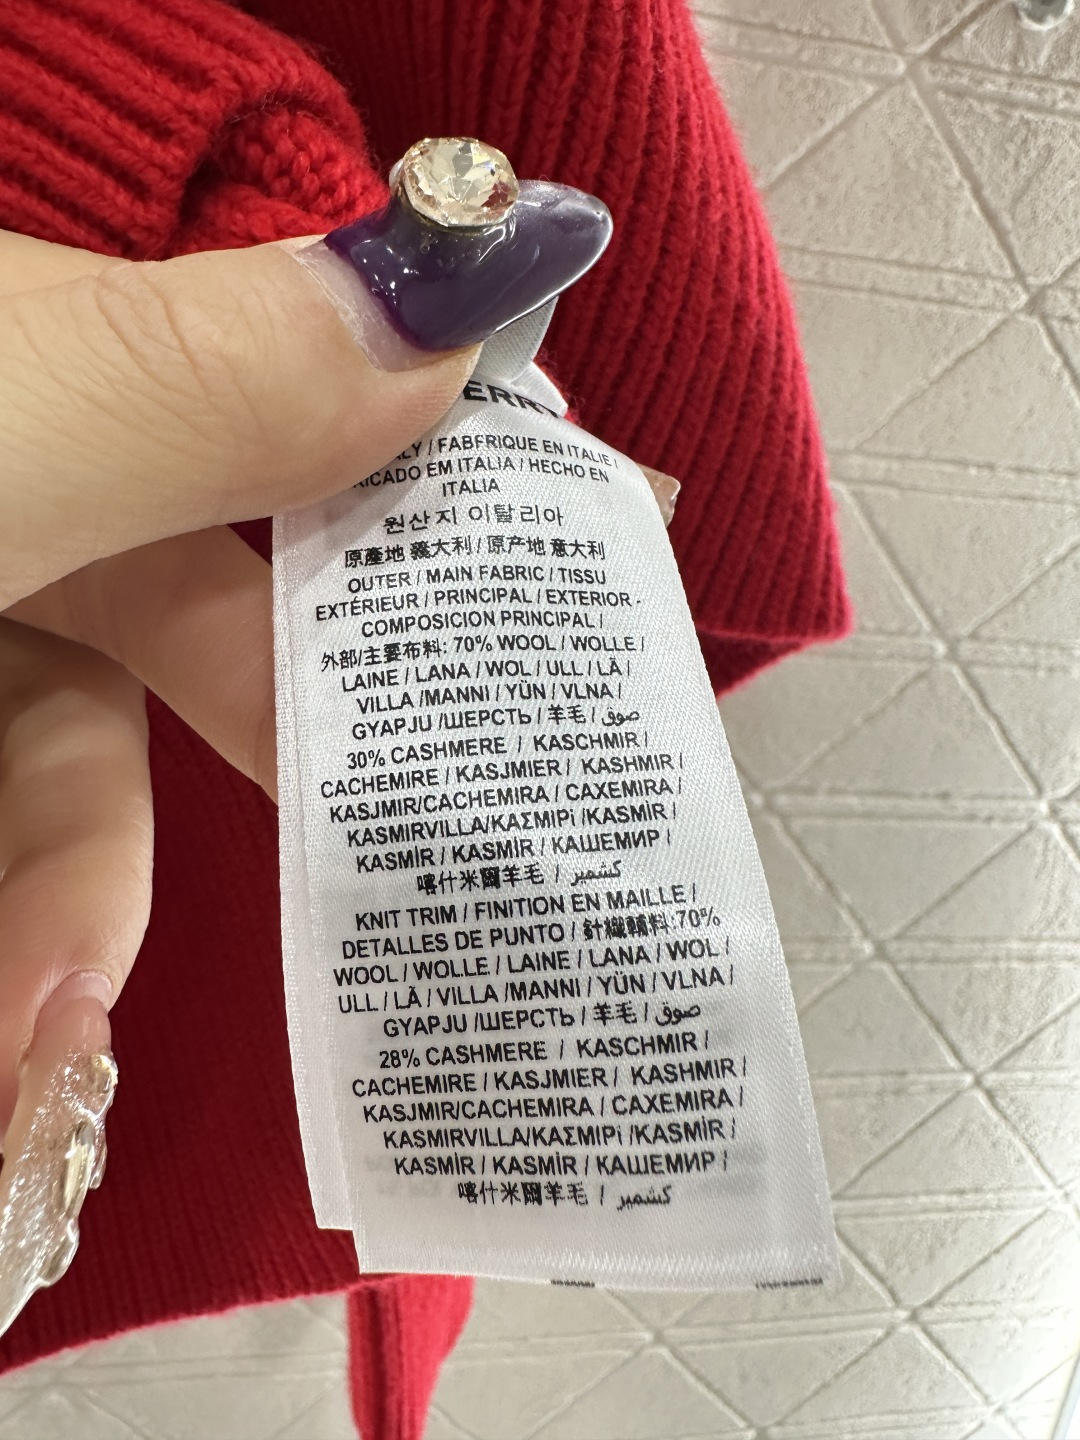 ERRY
ALY / FABFRIQUE EN ITALIE /
RICADO EM ITALIA / HECHO EN
ITALIA
원산지 이탈리아
原產地 義大利 / 原产地 意大利
OUTER / MAIN FABRIC / TISSU
EXTÉRIEUR / PRINCIPAL / EXTERIOR -
COMPOSICION PRINCIPAL /
外部/主要布料: 70% WOOL / WOLLE /
LAINE / LANA / WOL / ULL / LÃ /
VILLA /MANNI / YÜN / VLNA /
GYAPJU /ШЕРСТЬ / 羊毛 / صوف
30% CASHMERE / KASCHMIR /
CACHEMIRE / KASJMIER / KASHMIR /
KASJMIR/CACHEMIRA / CAXEMIRA /
KASMIRVILLA/ΚΑΣΜΙΡi /KASMİR /
KASMİR / KASMIR / КАШЕМИР /
喀什米爾羊毛 / كشمير
KNIT TRIM / FINITION EN MAILLE /
DETALLES DE PUNTO / 針織輔料:70%
WOOL / WOLLE / LAINE / LANA / WOL /
ULL / LÃ / VILLA /MANNI / YÜN / VLNA /
GYAPJU /ШЕРСТЬ / 羊毛 / صوف
28% CASHMERE / KASCHMIR /
CACHEMIRE / KASJMIER / KASHMIR /
KASJMIR/CACHEMIRA / CAXEMIRA /
KASMIRVILLA/ΚΑΣΜΙΡi /KASMİR /
KASMİR / KASMIR / КАШЕМИР /
喀什米爾羊毛 / كشمير